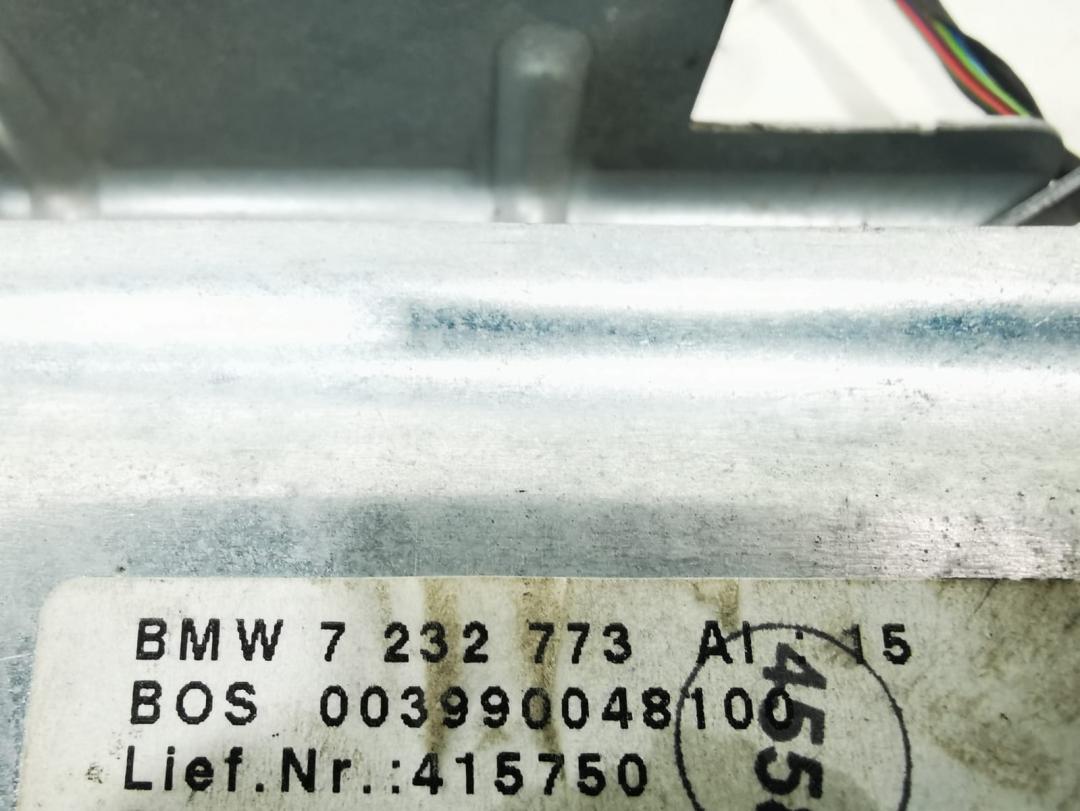 BMW 7 232 773 AI : 15
BOS 003990048100
Lief.Nr.:415750